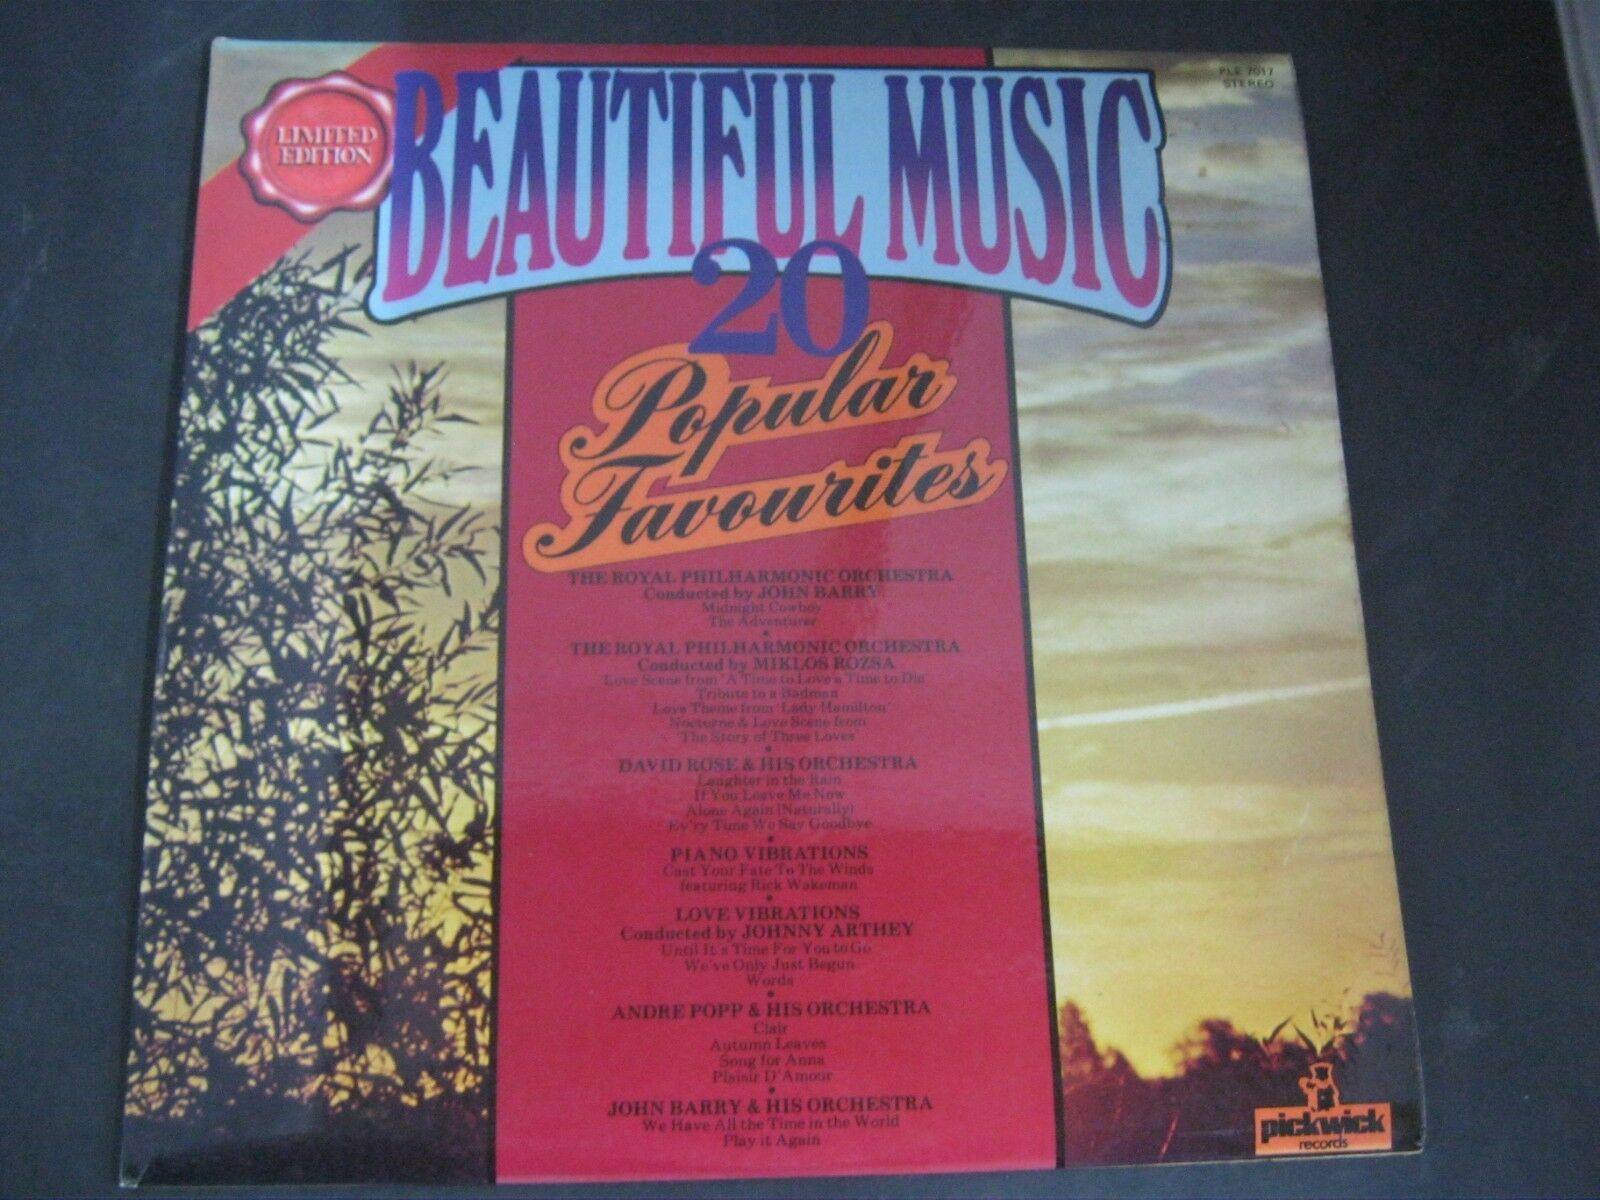 PLE 7017
STEREO
LIMITED
EDITION
BEAUTIFUL MUSIC
20
Popular
Favourites
THE ROYAL PHILHARMONIC ORCHESTRA
Conducted by JOHN BARRY
Midnight Cowboy
The Adventurer
THE ROYAL PHILHARMONIC ORCHESTRA
Conducted by MIKLOS ROZSA
Love Scene from 'A Time to Love a Time to Die'
Tribute to a Badman
Love Theme from 'Lady Hamilton'
Nocturne & Love Scene from
'The Story of Three Loves'
DAVID ROSE & HIS ORCHESTRA
Laughter in the Rain
If You Leave Me Now
Alone Again (Naturally)
Ev'ry Time We Say Goodbye
PIANO VIBRATIONS
Cast Your Fate To The Winds
featuring Rick Wakeman
LOVE VIBRATIONS
Conducted by JOHNNY ARTHEY
Until It's Time For You to Go
We've Only Just Begun
Words
ANDRE POPP & HIS ORCHESTRA
Clair
Autumn Leaves
Song for Anna
Plaisir D'Amour
JOHN BARRY & HIS ORCHESTRA
We Have All the Time in the World
Play it Again
pickwick
records